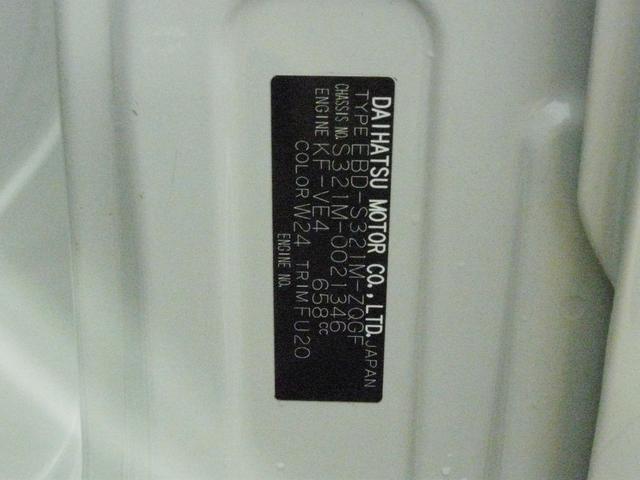 DAIHATSU MOTOR CO., LTD. JAPAN
TYPE EBD-S321M-ZQGF
CHASSIS NO. S321M-0021346
ENGINE KF-VE4 658CC
COLOR W24 TRIM FU20
ENGINE NO.